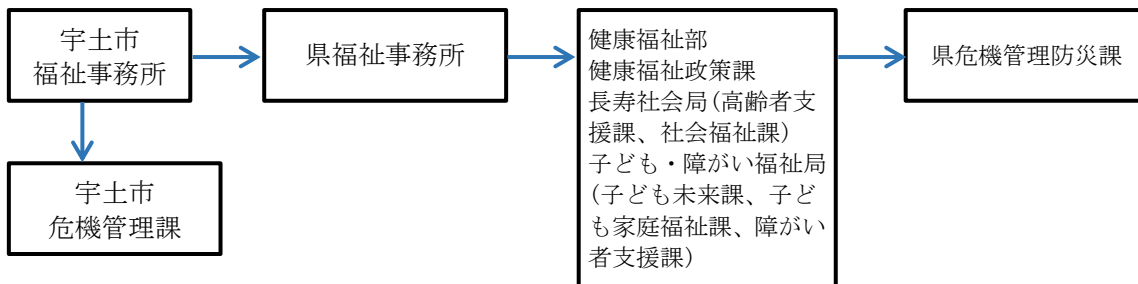 宇土市
福祉事務所
県福祉事務所
健康福祉部
健康福祉政策課
長寿社会局(高齢者支
援課、社会福祉課)
子ども・障がい福祉局
(子ども未来課、子ど
も家庭福祉課、障がい
者支援課)
県危機管理防災課
宇土市
危機管理課